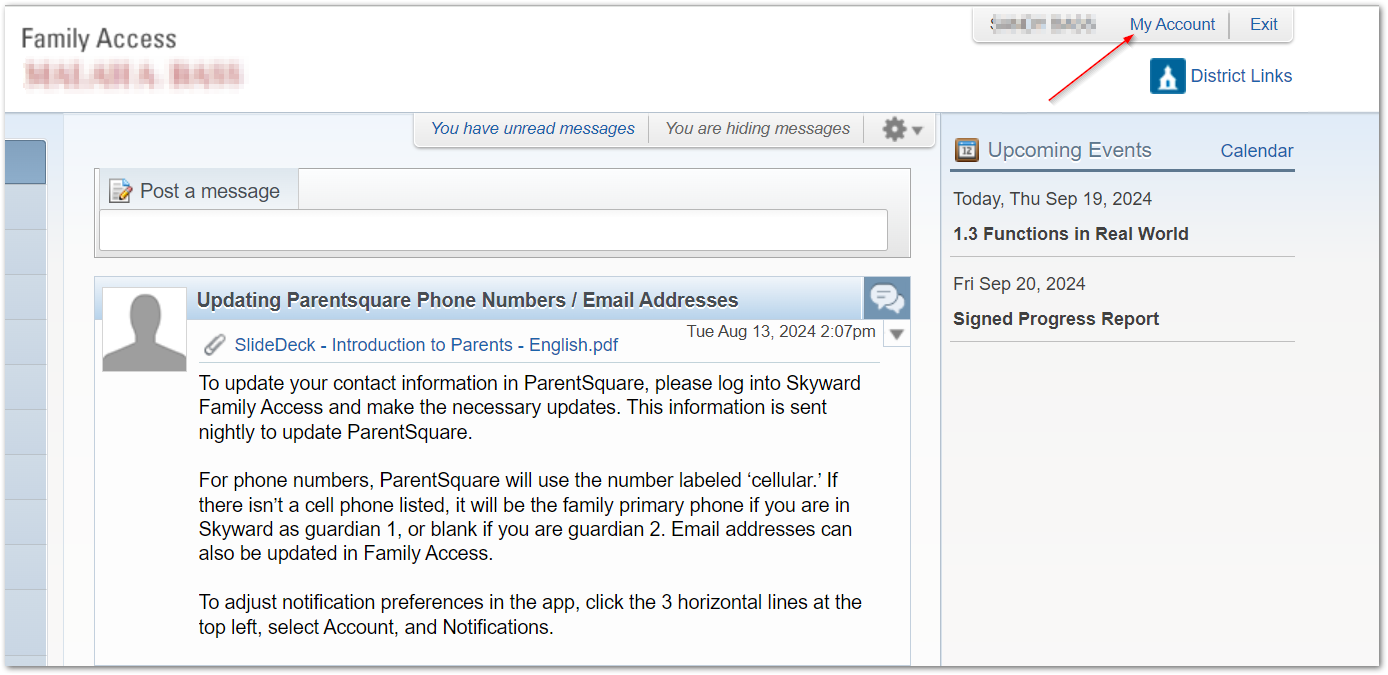 Family Access
My Account
Exit
District Links
You have unread messages
You are hiding messages
12
Upcoming Events
Calendar
Post a message
Today, Thu Sep 19, 2024
1.3 Functions in Real World
Fri Sep 20, 2024
Signed Progress Report
Updating Parentsquare Phone Numbers / Email Addresses
Tue Aug 13, 2024 2:07pm
SlideDeck - Introduction to Parents - English.pdf
To update your contact information in ParentSquare, please log into Skyward
Family Access and make the necessary updates. This information is sent
nightly to update ParentSquare.
For phone numbers, ParentSquare will use the number labeled ‘cellular.’ If
there isn’t a cell phone listed, it will be the family primary phone if you are in
Skyward as guardian 1, or blank if you are guardian 2. Email addresses can
also be updated in Family Access.
To adjust notification preferences in the app, click the 3 horizontal lines at the
top left, select Account, and Notifications.